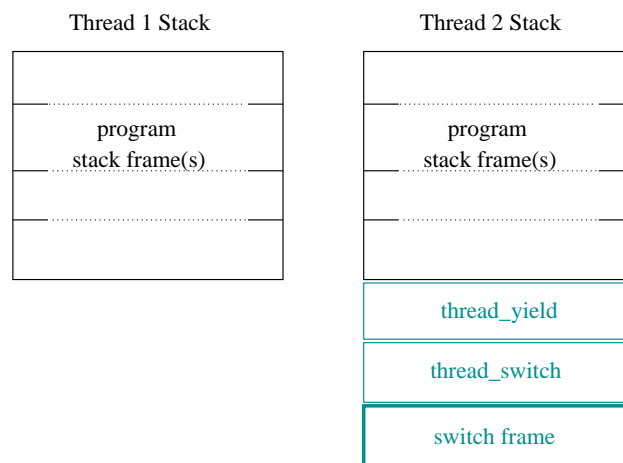 Thread 1 Stack
program
stack frame(s)
Thread 2 Stack
program
stack frame(s)
thread_yield
thread_switch
switch frame